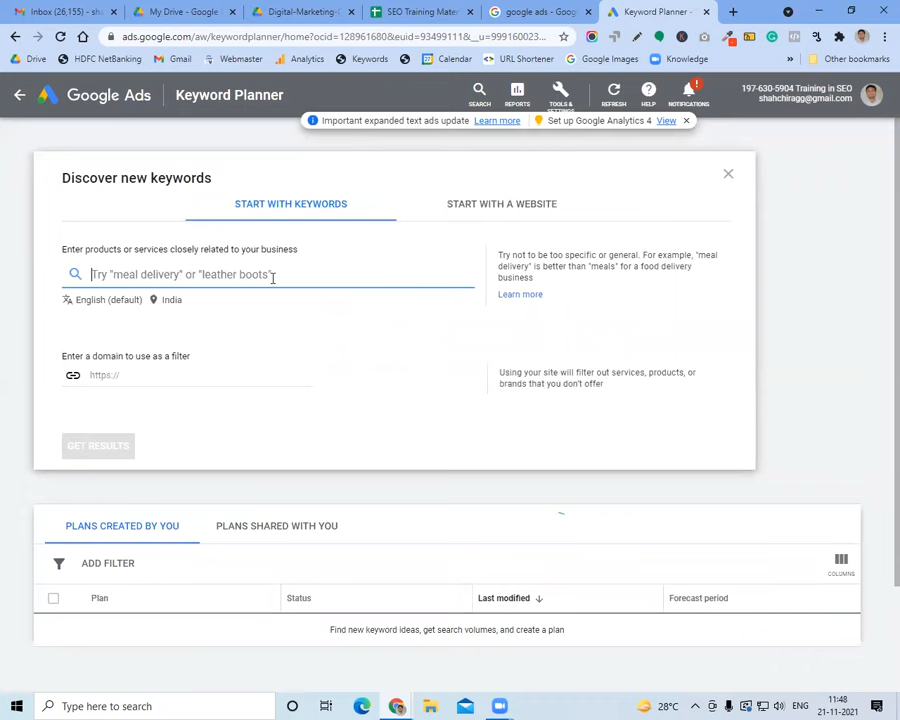 Inbox (26,155) - sha
My Drive - Google
Digital-Marketing-C
SEO Training Mater
google ads - Goog
Keyword Planner -
ads.google.com/aw/keywordplanner/home?ocid=128961680&euid=93499111&__u=999160023...
Drive
HDFC NetBanking
Gmail
Webmaster
Analytics
Keywords
Calendar
URL Shortener
Google Images
Knowledge
»
Other bookmarks
Google Ads
Keyword Planner
SEARCH
REPORTS
TOOLS &
SETTINGS
REFRESH
HELP
NOTIFICATIONS
197-630-5904 Training in SEO
shahchiragg@gmail.com
Important expanded text ads update Learn more
Set up Google Analytics 4 View
Discover new keywords
START WITH KEYWORDS
START WITH A WEBSITE
Enter products or services closely related to your business
Try "meal delivery" or "leather boots"
English (default)
India
Try not to be too specific or general. For example, "meal
delivery" is better than "meals" for a food delivery
business
Learn more
Enter a domain to use as a filter
https://
Using your site will filter out services, products, or
brands that you don't offer
GET RESULTS
PLANS CREATED BY YOU
PLANS SHARED WITH YOU
ADD FILTER
COLUMNS
Plan
Status
Last modified
Forecast period
Find new keyword ideas, get search volumes, and create a plan
Type here to search
28°C
11:48
21-11-2021